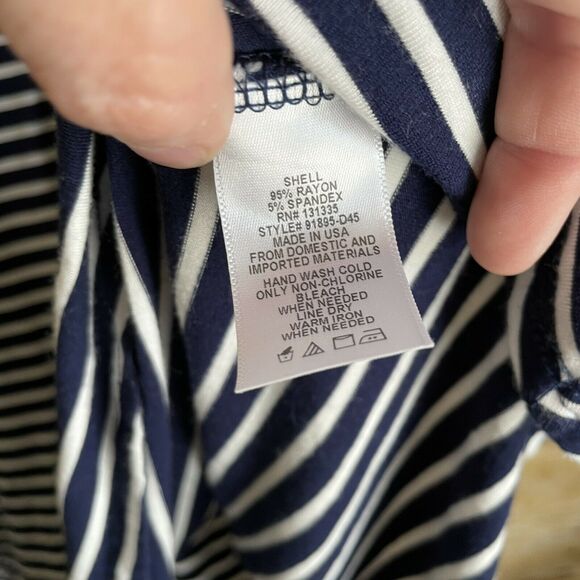 SHELL
95% RAYON
5% SPANDEX
RN# 131335
STYLE# 91895-D45
MADE IN USA
FROM DOMESTIC AND
IMPORTED MATERIALS
HAND WASH COLD
ONLY NON-CHLORINE
BLEACH
WHEN NEEDED
LINE DRY
WARM IRON
WHEN NEEDED